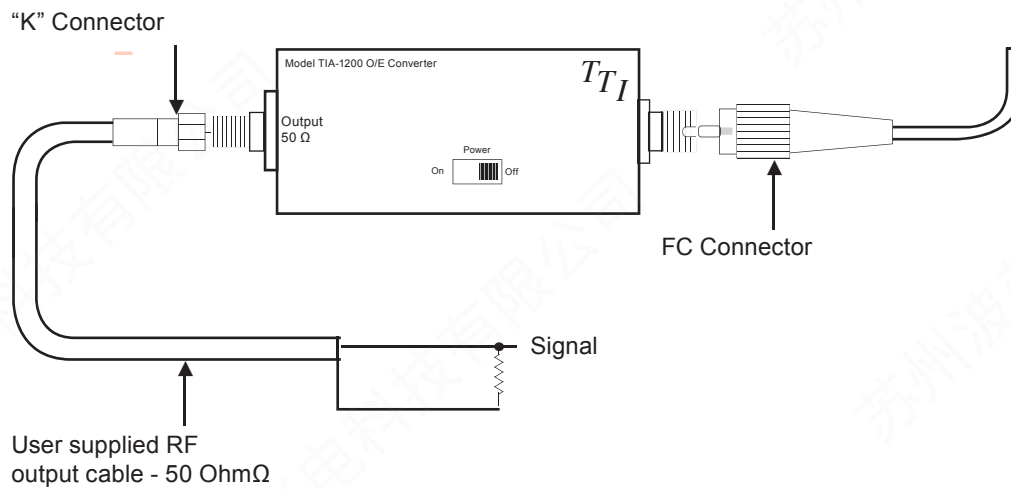 “K” Connector
Model TIA-1200 O/E Converter
TTI
Output
50 Ω
Power
On
Off
FC Connector
Signal
User supplied RF
output cable - 50 OhmΩ